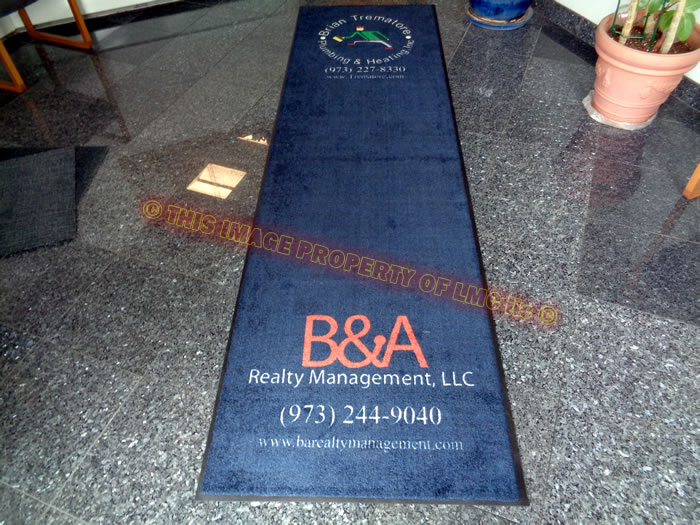 •Brian Trematore•
Plumbing & Heating, Inc
(973) 227-8330
www.Trematore.com
© THIS IMAGE PROPERTY OF LMC llc ©
B&A
Realty Management, LLC
(973) 244-9040
www.barealtymanagement.com